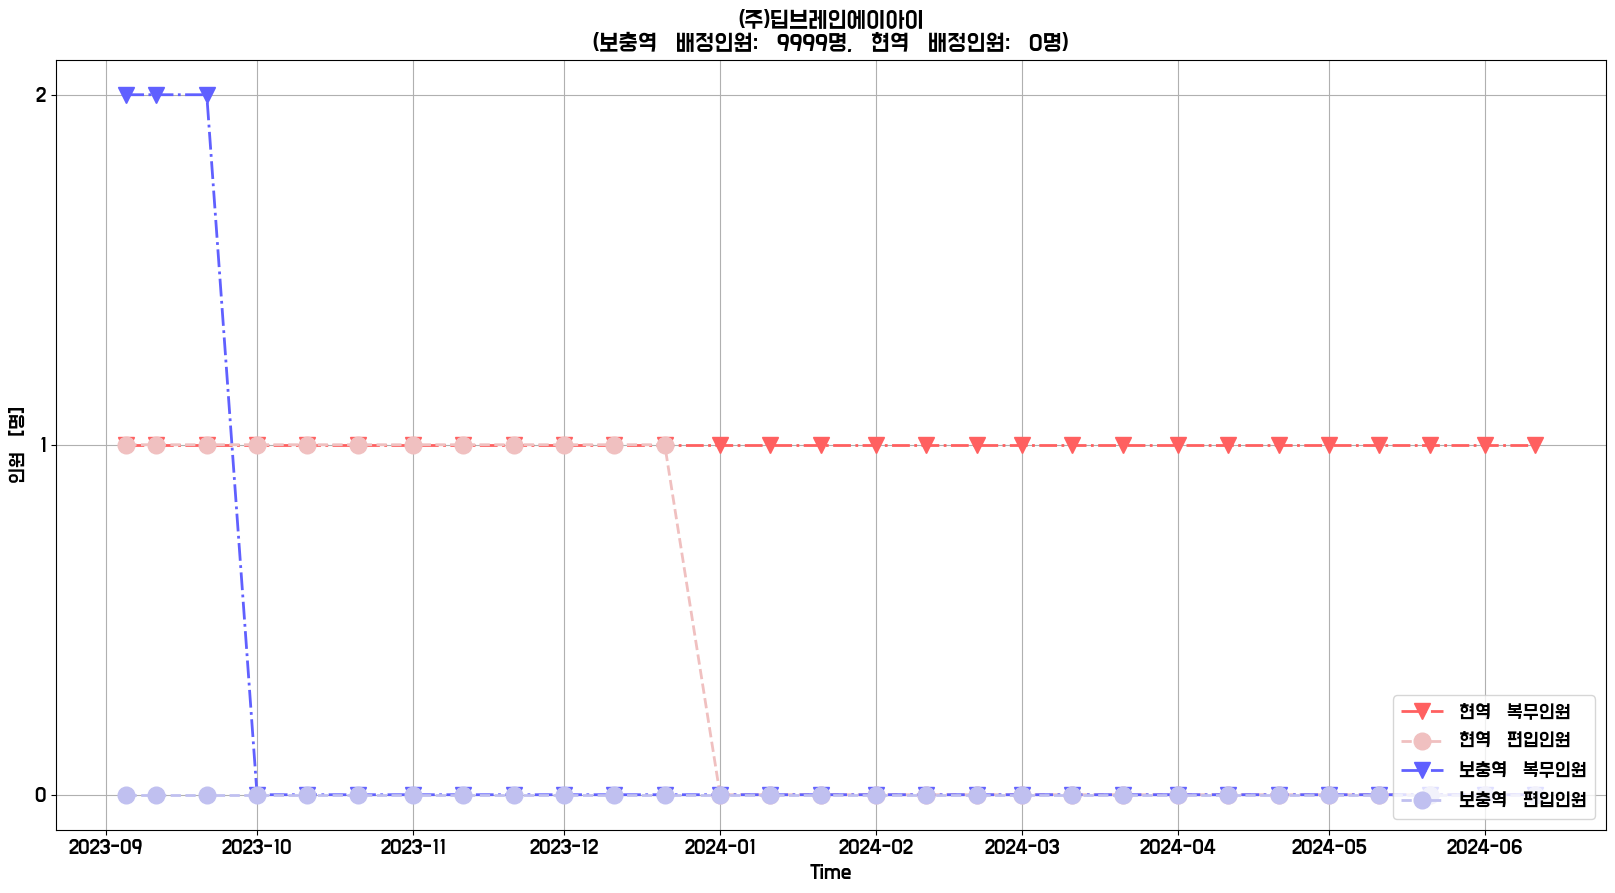 (주)딥브레인에이아이
(보충역 배정인원: 9999명, 현역 배정인원: 0명)
2
1
0
인원 [명]
현역 복무인원
현역 편입인원
보충역 복무인원
보충역 편입인원
2023-09 2023-10 2023-11 2023-12 2024-01 2024-02 2024-03 2024-04 2024-05 2024-06
Time